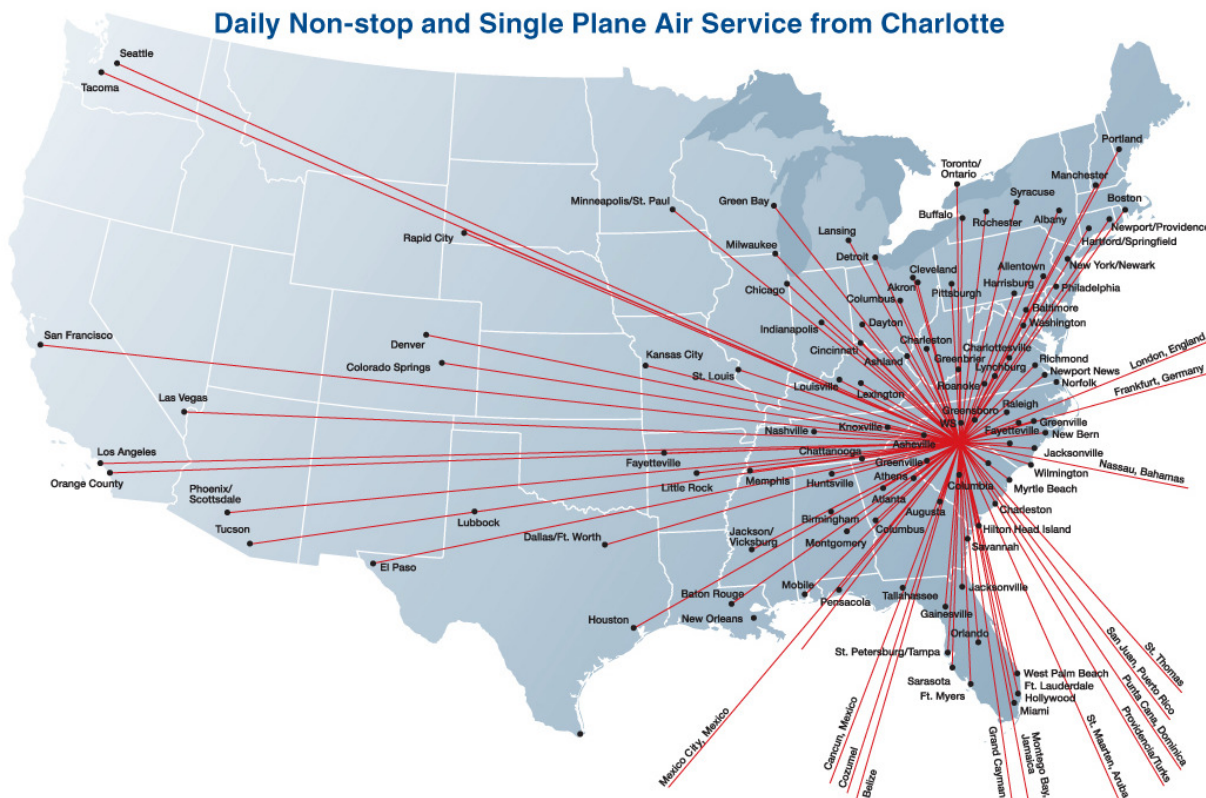 Daily Non-stop and Single Plane Air Service from Charlotte
Seattle
Tacoma
Portland
Toronto/
Ontario
Manchester
Minneapolis/St. Paul
Green Bay
Syracuse
Boston
Buffalo
Rochester
Albany
Newport/Providence
Rapid City
Lansing
Hartford/Springfield
Milwaukee
Detroit
New York/Newark
Cleveland
Allentown
Chicago
Akron
Harrisburg
Philadelphia
Columbus
Pittsburgh
Baltimore
Indianapolis
Dayton
Washington
San Francisco
Denver
Charleston
Charlottesville
Cincinnati
Kansas City
Ashland
Greenbrier
Richmond
London, England
Colorado Springs
St. Louis
Lynchburg
Newport News
Louisville
Lexington
Roanoke
Norfolk
Frankfurt, Germany
Las Vegas
Greensboro
Raleigh
Nashville
Knoxville
WS
Fayetteville
Greenville
New Bern
Asheville
Los Angeles
Fayetteville
Chattanooga
Jacksonville
Orange County
Greenville
Wilmington
Nassau, Bahamas
Little Rock
Memphis
Huntsville
Athens
Columbia
Myrtle Beach
Phoenix/
Scottsdale
Atlanta
Charleston
Tucson
Lubbock
Birmingham
Augusta
Columbus
Hilton Head Island
Dallas/Ft. Worth
Jackson/
Vicksburg
Montgomery
Savannah
El Paso
Mobile
Jacksonville
Baton Rouge
Pensacola
Tallahassee
Gainesville
Houston
New Orleans
Orlando
St. Petersburg/Tampa
St. Thomas
Sarasota
West Palm Beach
San Juan, Puerto Rico
Ft. Myers
Ft. Lauderdale
Hollywood
Miami
Punta Cana, Dominica
Providencia/Turks
Mexico City, Mexico
Cancun, Mexico
Cozumel
Belize
Grand Cayman
Montego Bay,
Jamaica
St. Maarten, Aruba